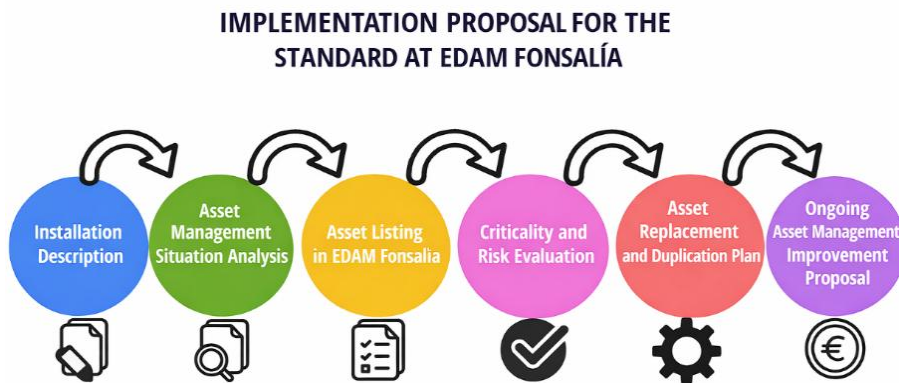 IMPLEMENTATION PROPOSAL FOR THE
STANDARD AT EDAM FONSALÍA
Installation
Description
Asset
Management
Situation Analysis
Asset Listing
in EDAM Fonsalìa
Criticality and
Risk Evaluation
Asset
Replacement
and Duplication Plan
Ongoing
Asset Management
Improvement
Proposal
€